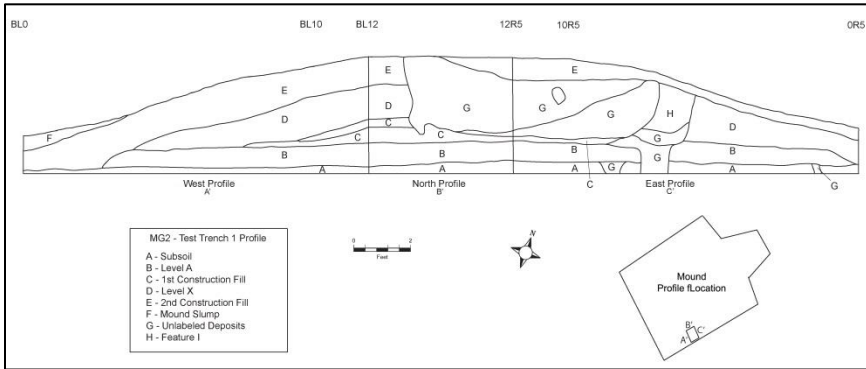 BL0 BL10 BL12 12R5 10R5 0R5
E E
E
D G G G H
F D D
C
C C
B B B G B
A A A G G A
C G
West Profile North Profile East Profile
A' B' C'
MG2 - Test Trench 1 Profile
A - Subsoil
B - Level A
C - 1st Construction Fill
D - Level X
E - 2nd Construction Fill
F - Mound Slump
G - Unlabeled Deposits
H - Feature I
0 2
Feet
N
Mound
Profile fLocation
B'
A' C'